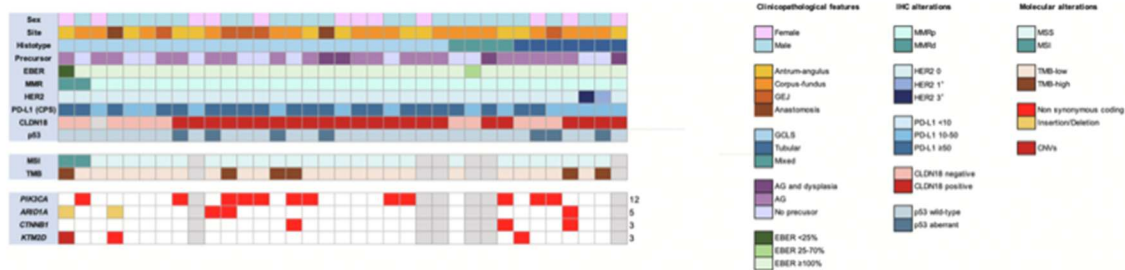 Clinicopathological features
IHC alterations
Molecular alterations
Sex
Site
Histotype
Precursor
EBER
MMR
HER2
PD-L1 (CPS)
CLDN18
p53
MSI
TMB
PIK3CA 12
ARID1A 5
CTNNB1 3
KTM2D 3
Female
Male
Antrum-angulus
Corpus-fundus
GEJ
Anastomosis
GCLS
Tubular
Mixed
AG and dysplasia
AG
No precusor
EBER <25%
EBER 25-70%
EBER ≥100%
MMRp
MMRd
HER2 0
HER2 1+
HER2 3+
PD-L1 <10
PD-L1 10-50
PD-L1 ≥50
CLDN18 negative
CLDN18 positive
p53 wild-type
p53 aberrant
MSS
MSI
TMB-low
TMB-high
Non synonymous coding
Insertion/Deletion
CNVs